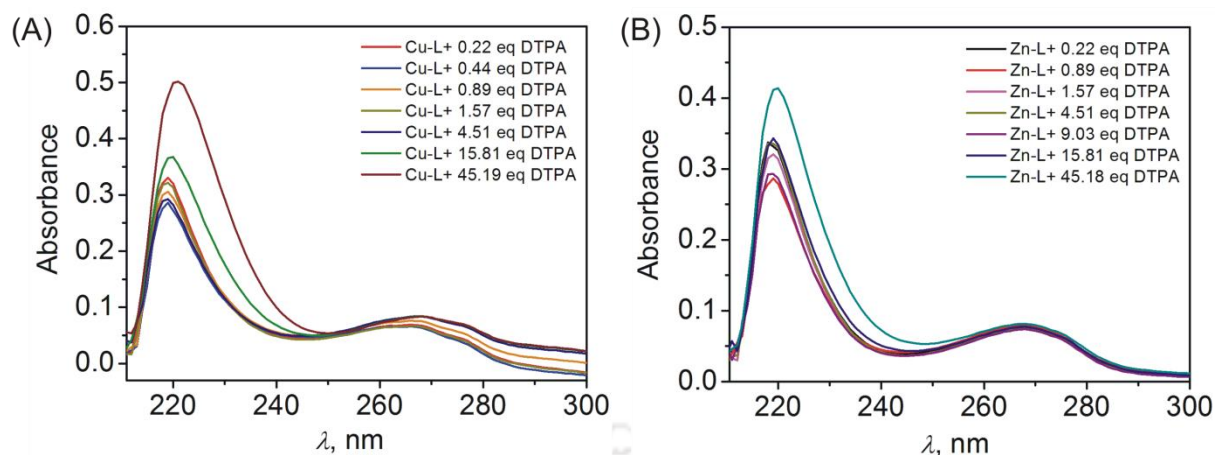 (A)
0.6
0.5
0.4
0.3
0.2
0.1
0.0
Absorbance
Cu-L+ 0.22 eq DTPA
Cu-L+ 0.44 eq DTPA
Cu-L+ 0.89 eq DTPA
Cu-L+ 1.57 eq DTPA
Cu-L+ 4.51 eq DTPA
Cu-L+ 15.81 eq DTPA
Cu-L+ 45.19 eq DTPA
220 240 260 280 300
λ, nm
(B)
0.5
0.4
0.3
0.2
0.1
0.0
Absorbance
Zn-L+ 0.22 eq DTPA
Zn-L+ 0.89 eq DTPA
Zn-L+ 1.57 eq DTPA
Zn-L+ 4.51 eq DTPA
Zn-L+ 9.03 eq DTPA
Zn-L+ 15.81 eq DTPA
Zn-L+ 45.18 eq DTPA
220 240 260 280 300
λ, nm